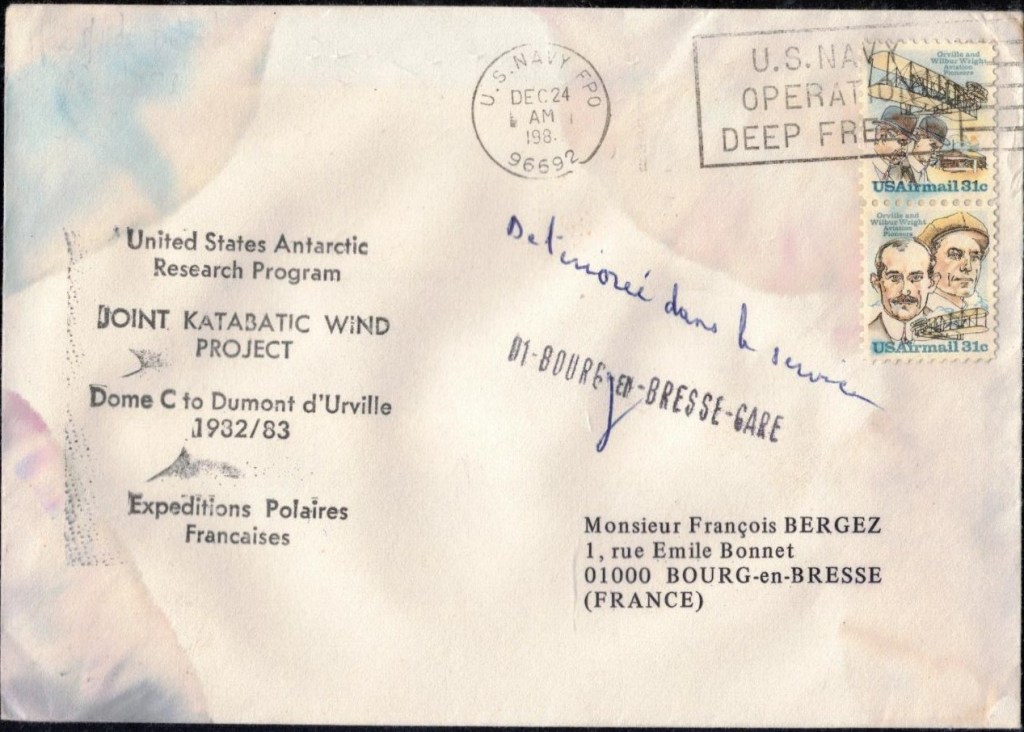 U.S. NAVY FPO
DEC 24
AM
198
96692
U.S. NAVY
OPERAT
DEEP FRE
Orville and
Wilbur Wright
Aviation
Pioneers
USAirmail 31c
Orville and
Wilbur Wright
Aviation
Pioneers
USAirmail 31c
United States Antarctic
Research Program
JOINT KATABATIC WIND
PROJECT
Dome C to Dumont d'Urville
1982/83
Expeditions Polaires
Francaises
Détériorée dans le service
01-BOURG-EN-BRESSE-GARE
Monsieur François BERGEZ
1, rue Emile Bonnet
01000 BOURG-en-BRESSE
(FRANCE)